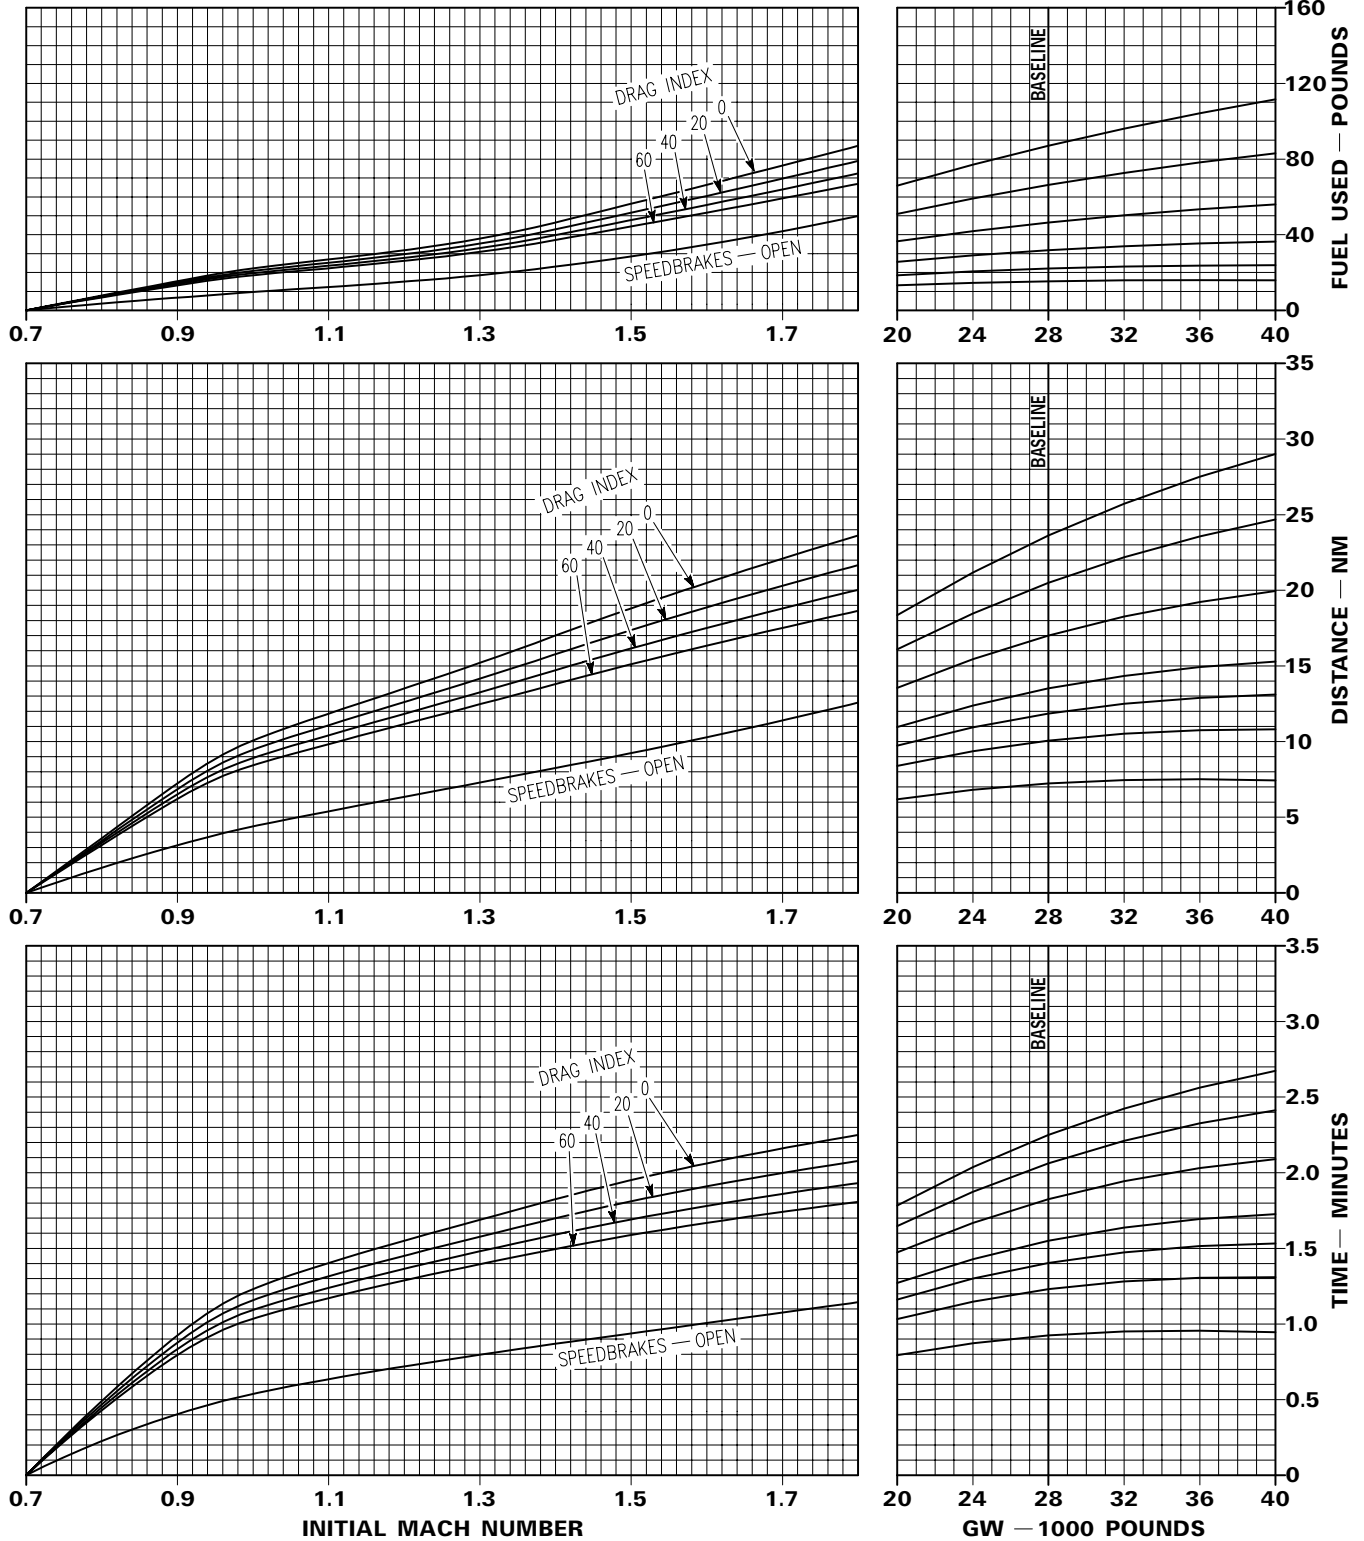 160
120
80
40
0
FUEL USED — POUNDS
BASELINE
DRAG INDEX
0
20
40
60
SPEEDBRAKES — OPEN
0.7 0.9 1.1 1.3 1.5 1.7
20 24 28 32 36 40
35
30
25
20
15
10
5
0
DISTANCE — NM
BASELINE
DRAG INDEX
0
20
40
60
SPEEDBRAKES — OPEN
0.7 0.9 1.1 1.3 1.5 1.7
20 24 28 32 36 40
3.5
3.0
2.5
2.0
1.5
1.0
0.5
0
TIME — MINUTES
BASELINE
DRAG INDEX
0
20
40
60
SPEEDBRAKES — OPEN
0.7 0.9 1.1 1.3 1.5 1.7
20 24 28 32 36 40
INITIAL MACH NUMBER
GW — 1000 POUNDS